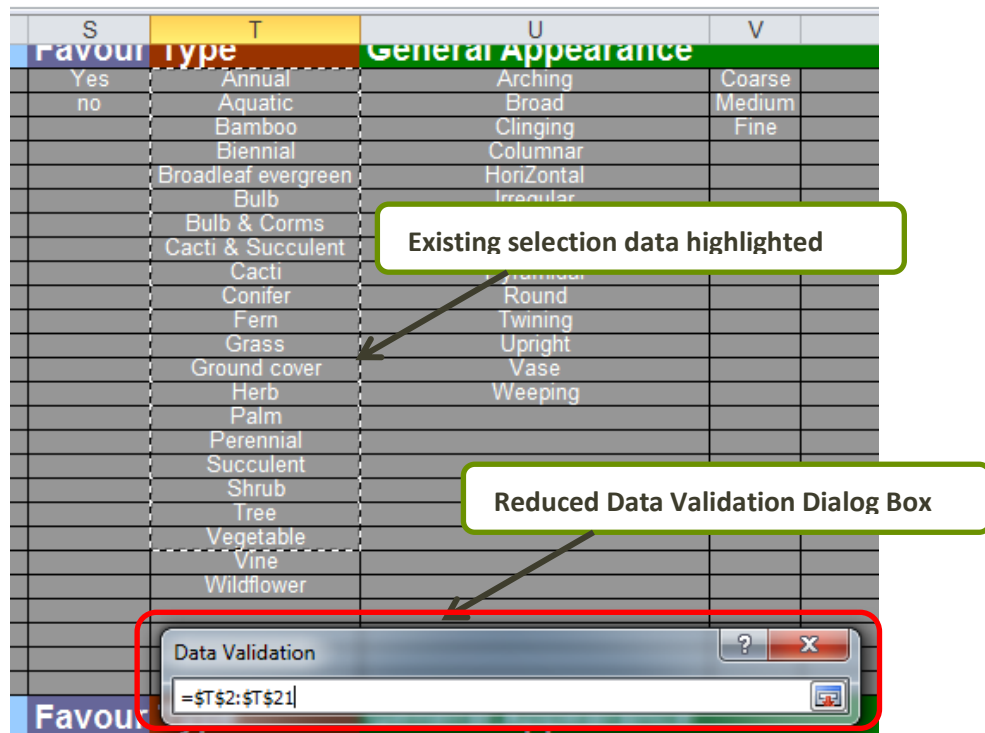 S T U V
Favour Type General Appearance
Yes Annual Arching Coarse
no Aquatic Broad Medium
Bamboo Clinging Fine
Biennial Columnar
Broadleaf evergreen HoriZontal
Bulb Irregular
Bulb & Corms
Cacti & Succulent
Existing selection data highlighted
Cacti Pyramidal
Conifer Round
Fern Twining
Grass Upright
Ground cover Vase
Herb Weeping
Palm
Perennial
Succulent
Shrub
Reduced Data Validation Dialog Box
Tree
Vegetable
Vine
Wildflower
Data Validation ? X
=$T$2:$T$21
Favour